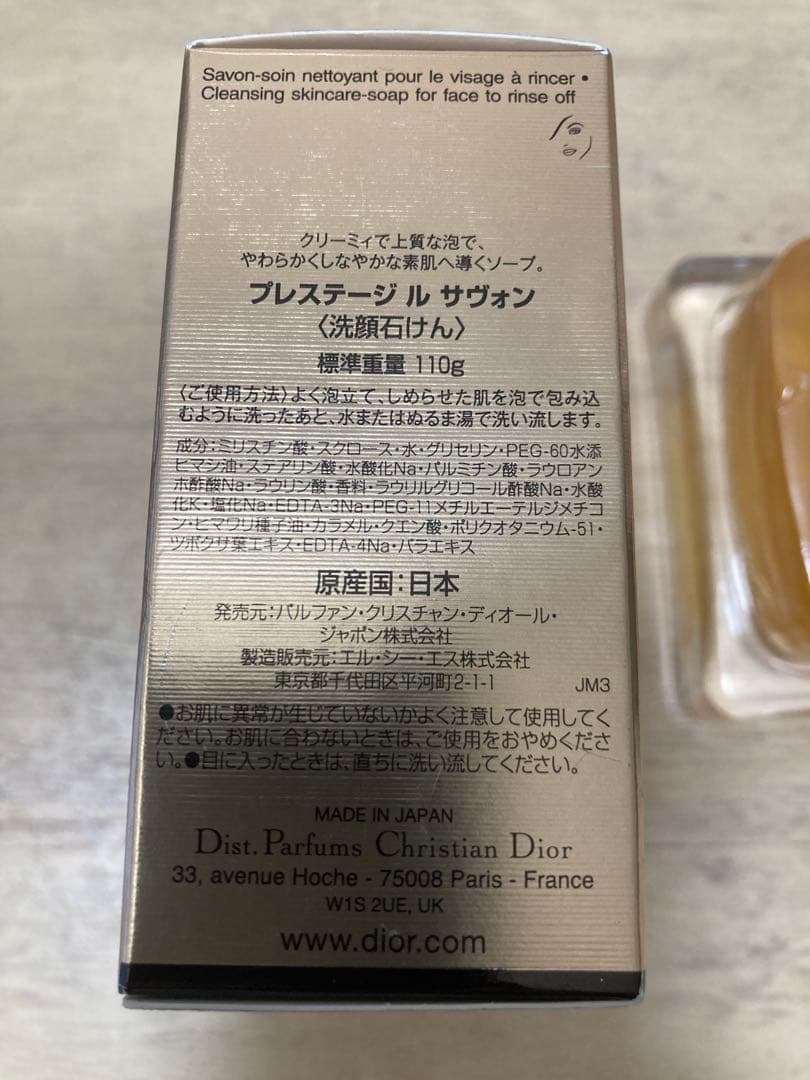 Savon-soin nettoyant pour le visage à rincer •
Cleansing skincare-soap for face to rinse off
クリーミィで上質な泡で、
やわらかくしなやかな素肌へ導くソープ。
プレステージ ル サヴォン
〈洗顔石けん〉
標準重量 110g
〈ご使用方法〉よく泡立て、しめらせた肌を泡で包み込
むように洗ったあと、水またはぬるま湯で洗い流します。
成分：ミリスチン酸・スクロース・水・グリセリン・PEG-60水添
ヒマシ油・ステアリン酸・水酸化Na・パルミチン酸・ラウロアン
ホ酢酸Na・ラウリン酸・香料・ラウリルグリコール酢酸Na・水酸
化K・塩化Na・EDTA-3Na・PEG-11メチルエーテルジメチコ
ン・ヒマワリ種子油・カラメル・クエン酸・ポリクオタニウム-51・
ツボクサ葉エキス・EDTA-4Na・バラエキス
原産国：日本
発売元：パルファン・クリスチャン・ディオール・
ジャポン株式会社
製造販売元：エル・シー・エス株式会社
東京都千代田区平河町2-1-1
JM3
●お肌に異常が生じていないかよく注意して使用してく
ださい。お肌に合わないときは、ご使用をおやめくださ
い。●目に入ったときは、直ちに洗い流してください。
MADE IN JAPAN
Dist. Parfums Christian Dior
33, avenue Hoche - 75008 Paris - France
W1S 2UE, UK
www.dior.com